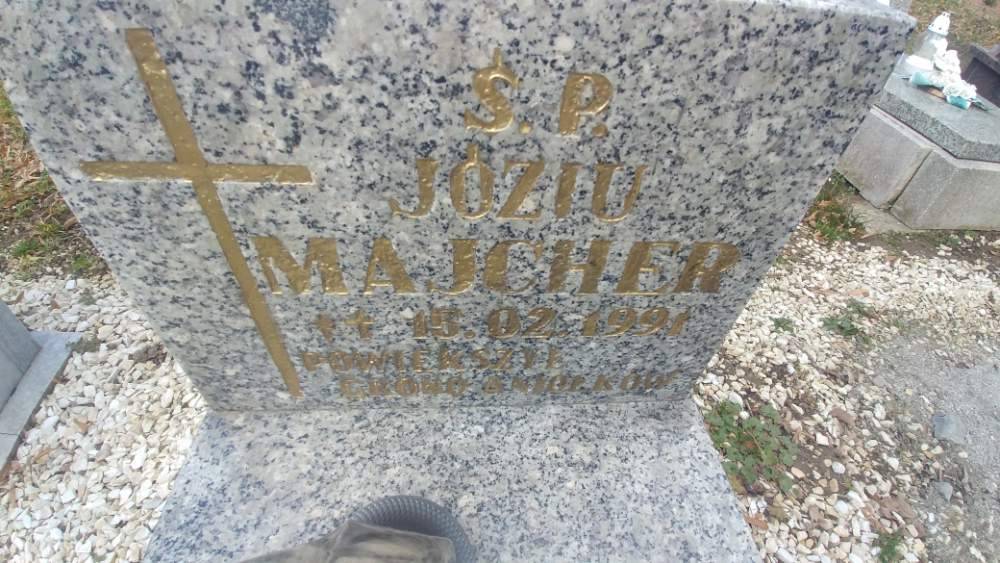 Ś. P.
JÓZIU
MAJCHER
†† 15.02.1991
POWIĘKSZYŁ
GRONO ANIOŁKÓW